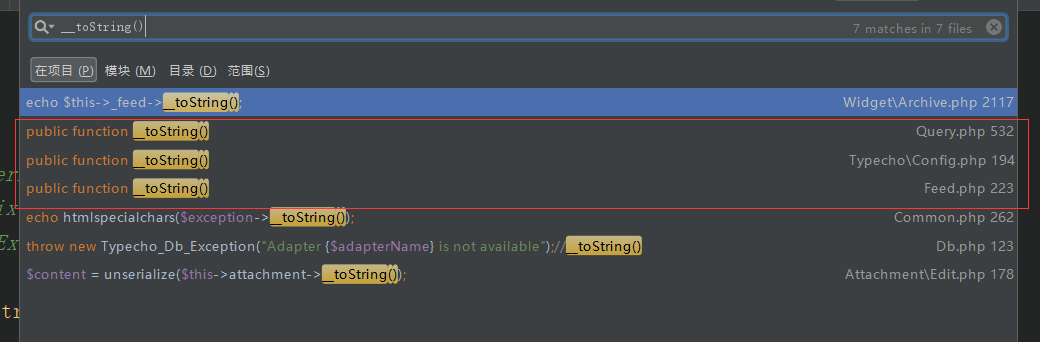 __toString()
7 matches in 7 files
在项目 (P) 模块 (M) 目录 (D) 范围(S)
echo $this->_feed->__toString(); Widget\Archive.php 2117
public function __toString() Query.php 532
public function __toString() Typecho\Config.php 194
public function __toString() Feed.php 223
echo htmlspecialchars($exception->__toString()); Common.php 262
throw new Typecho_Db_Exception("Adapter {$adapterName} is not available");//__toString() Db.php 123
$content = unserialize($this->attachment->__toString()); Attachment\Edit.php 178